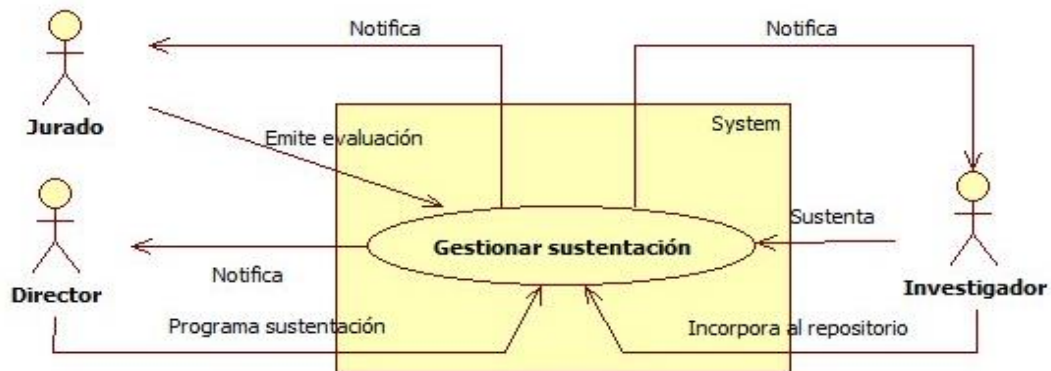 Notifica
Notifica
Jurado
System
Emite evaluación
Sustenta
Gestionar sustentación
Notifica
Director
Investigador
Programa sustentación
Incorpora al repositorio